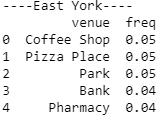 ----East York----
venue freq
0 Coffee Shop 0.05
1 Pizza Place 0.05
2 Park 0.05
3 Bank 0.04
4 Pharmacy 0.04